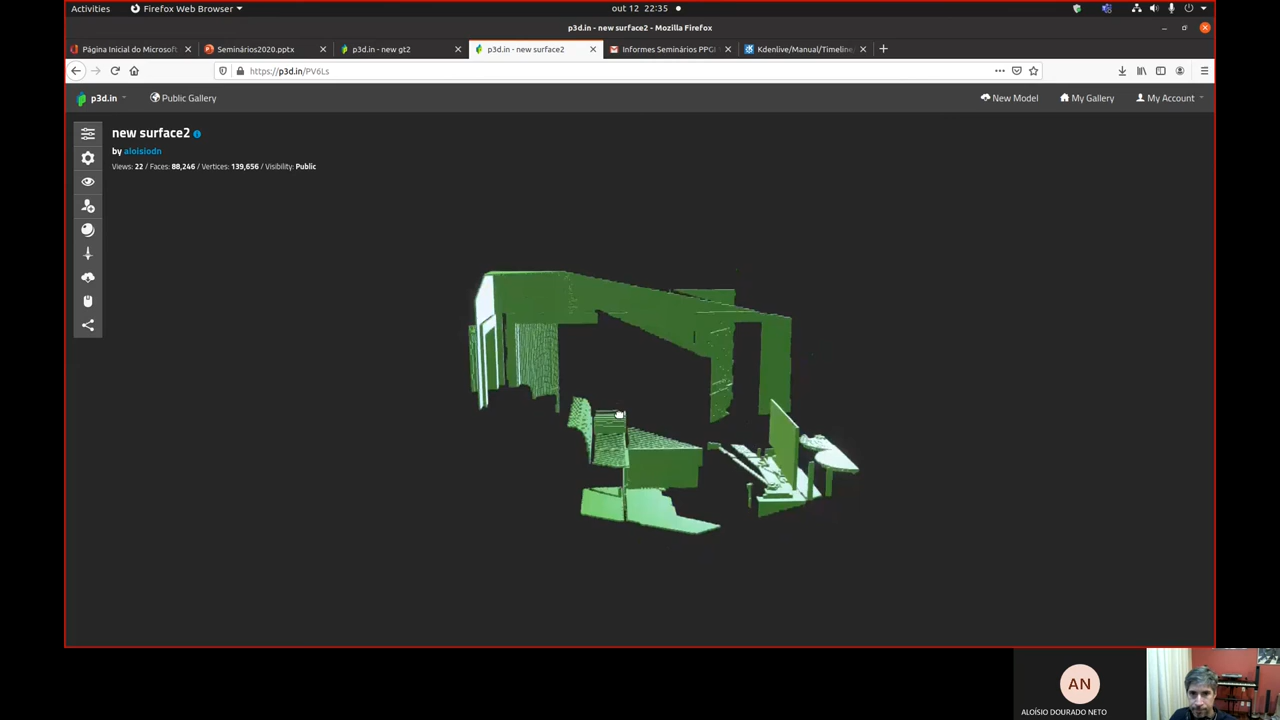 Activities
Firefox Web Browser
out 12 22:35
p3d.in - new surface2 - Mozilla Firefox
Página Inicial do Microsoft
Seminários2020.pptx
p3d.in - new gt2
p3d.in - new surface2
Informes Seminários PPGI
Kdenlive/Manual/Timeline
https://p3d.in/PV6Ls
p3d.in
Public Gallery
New Model
My Gallery
My Account
new surface2
by aloisiodn
Views: 22 / Faces: 88,246 / Vertices: 139,656 / Visibility: Public
AN
ALOÍSIO DOURADO NETO